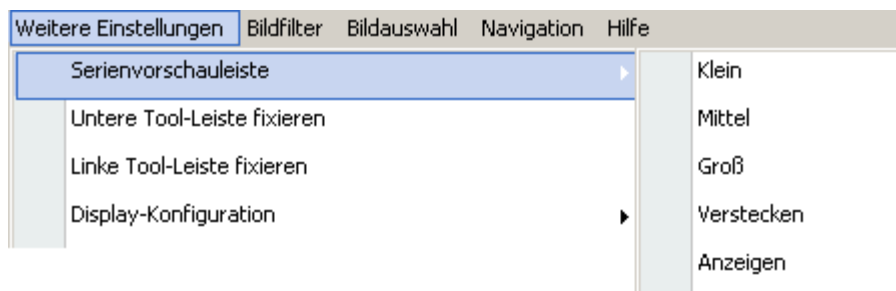 Weitere Einstellungen Bildfilter Bildauswahl Navigation Hilfe
Serienvorschauleiste
Untere Tool-Leiste fixieren
Linke Tool-Leiste fixieren
Display-Konfiguration
Klein
Mittel
Groß
Verstecken
Anzeigen